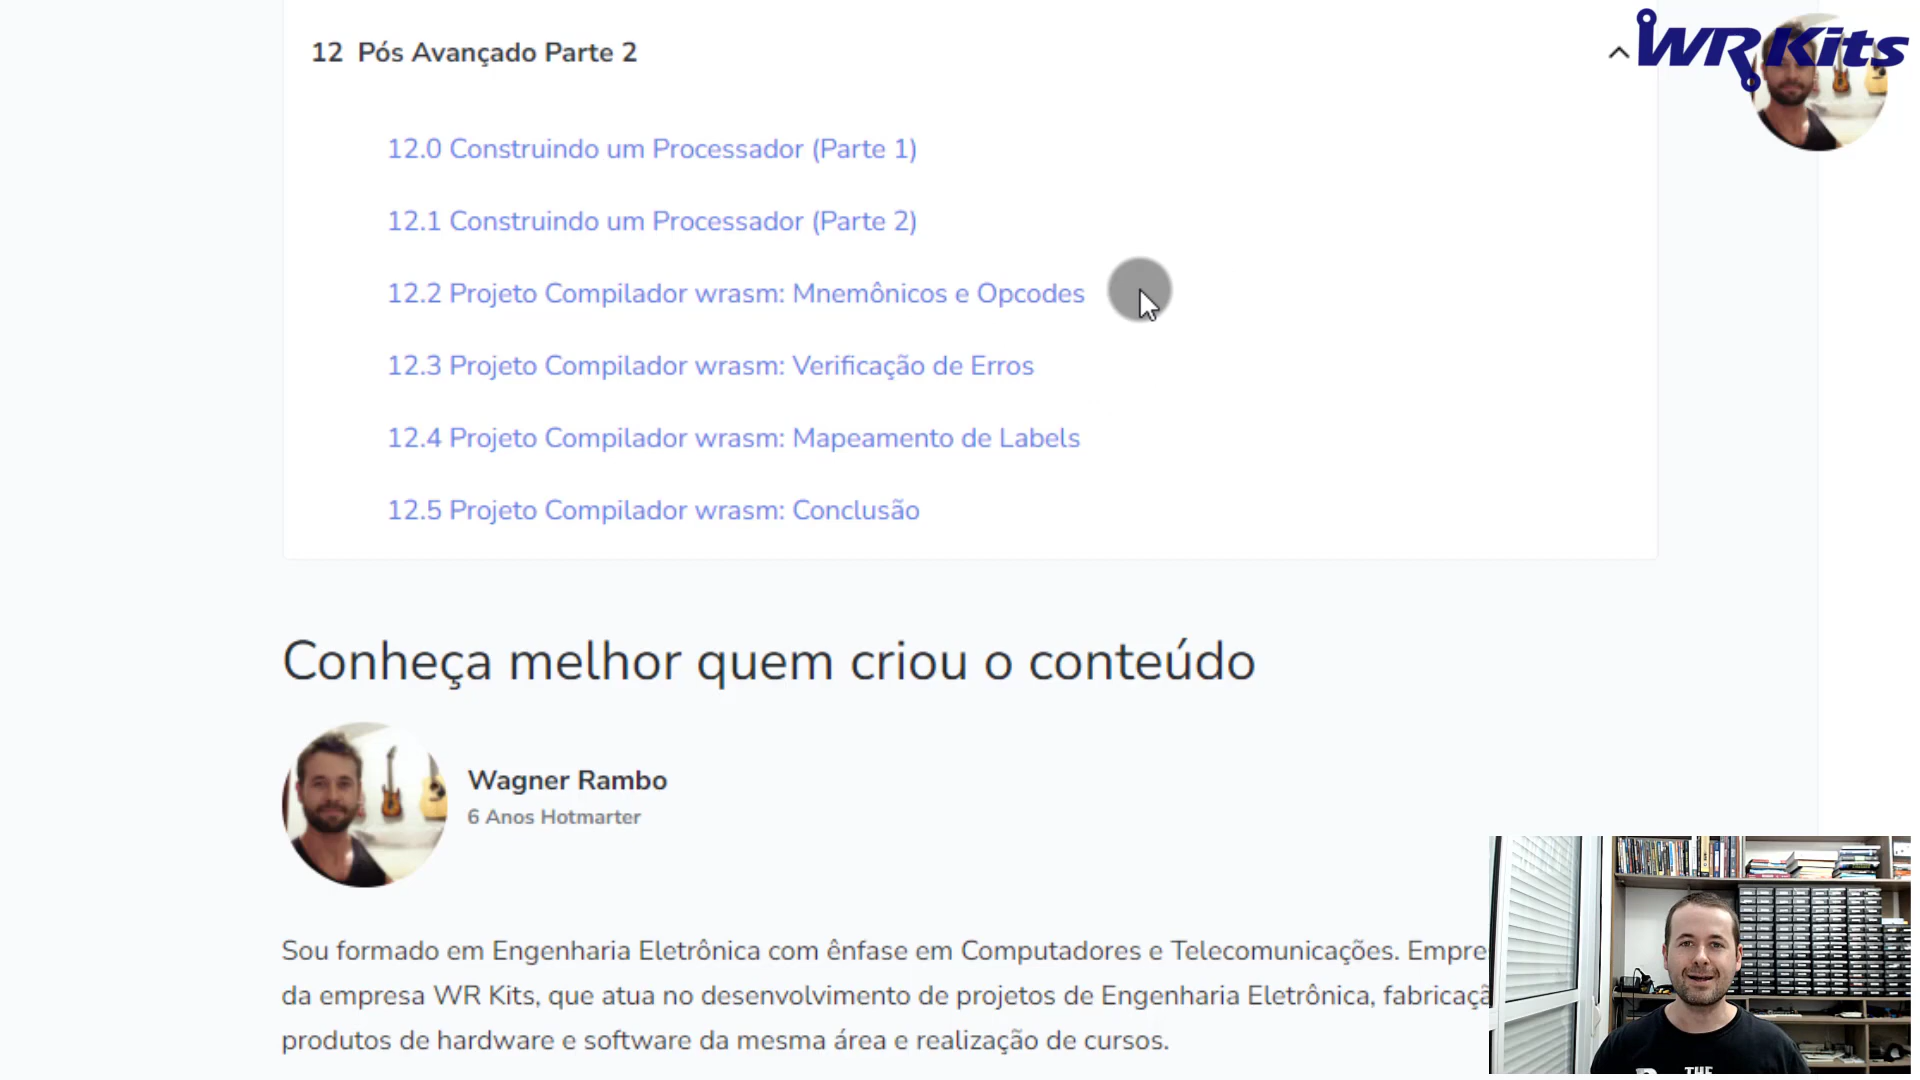 WR Kits
12 Pós Avançado Parte 2
12.0 Construindo um Processador (Parte 1)
12.1 Construindo um Processador (Parte 2)
12.2 Projeto Compilador wrasm: Mnemônicos e Opcodes
12.3 Projeto Compilador wrasm: Verificação de Erros
12.4 Projeto Compilador wrasm: Mapeamento de Labels
12.5 Projeto Compilador wrasm: Conclusão
Conheça melhor quem criou o conteúdo
Wagner Rambo
6 Anos Hotmarter
Sou formado em Engenharia Eletrônica com ênfase em Computadores e Telecomunicações. Empre
da empresa WR Kits, que atua no desenvolvimento de projetos de Engenharia Eletrônica, fabricaçã
produtos de hardware e software da mesma área e realização de cursos.
THE